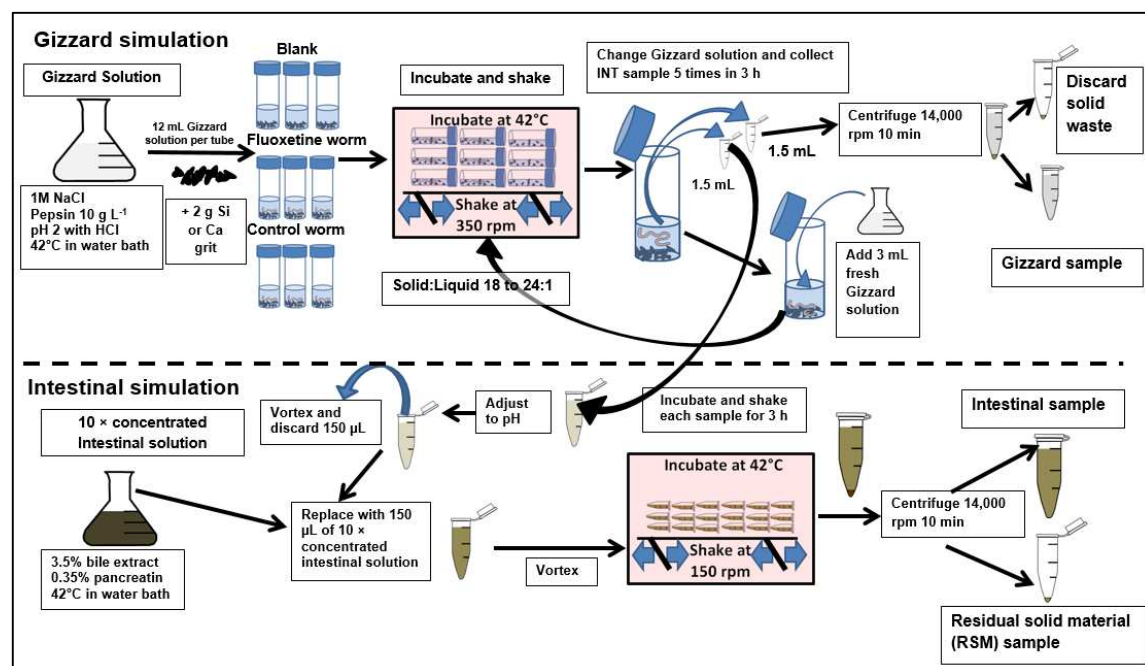 Gizzard simulation
Gizzard Solution
1M NaCl
Pepsin 10 g L-1
pH 2 with HCl
42°C in water bath
12 mL Gizzard
solution per tube
+ 2 g Si
or Ca
grit
Blank
Fluoxetine worm
Control worm
Incubate and shake
Incubate at 42°C
Shake at
350 rpm
Solid:Liquid 18 to 24:1
Change Gizzard solution and collect
INT sample 5 times in 3 h
1.5 mL
1.5 mL
Add 3 mL
fresh
Gizzard
solution
Centrifuge 14,000
rpm 10 min
Discard
solid
waste
Gizzard sample
Intestinal simulation
10 × concentrated
Intestinal solution
3.5% bile extract
0.35% pancreatin
42°C in water bath
Vortex and
discard 150 µL
Adjust
to pH
Replace with 150
µL of 10 ×
concentrated
intestinal solution
Vortex
Incubate and shake
each sample for 3 h
Incubate at 42°C
Shake at
150 rpm
Centrifuge 14,000
rpm 10 min
Intestinal sample
Residual solid material
(RSM) sample